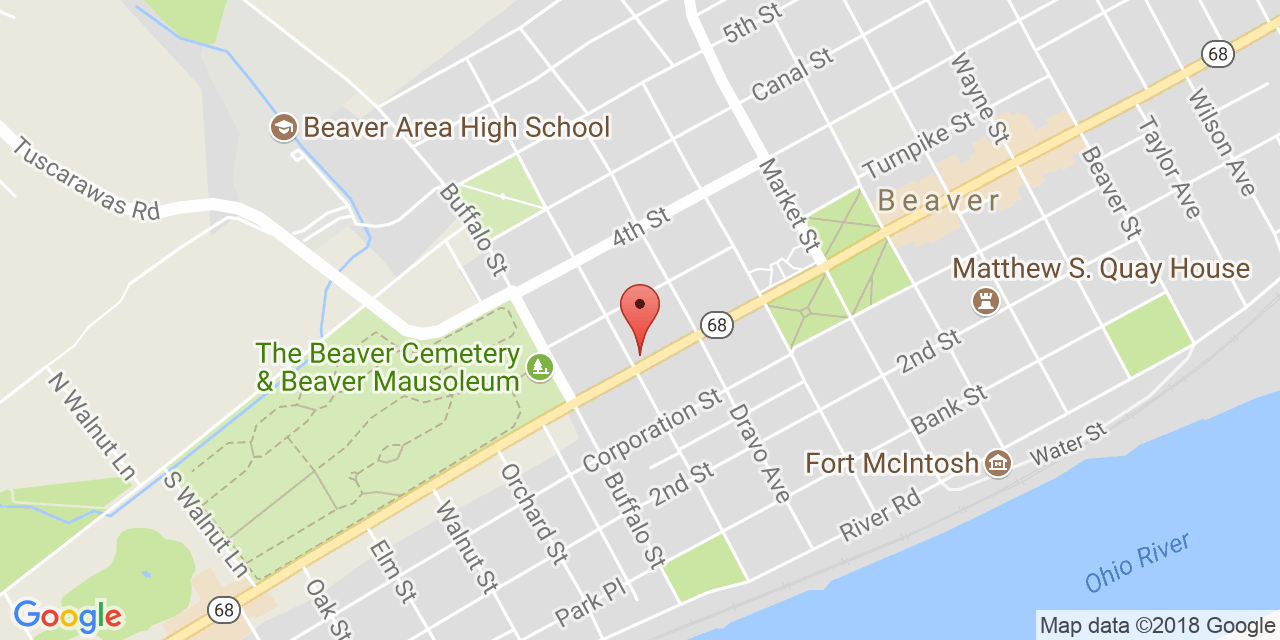 5th St
68
Canal St
Wayne St
Wilson Ave
Beaver Area High School
Turnpike St
Taylor Ave
Tuscarawas Rd
Market St
Beaver St
Buffalo St
4th St
Beaver
Matthew S. Quay House
68
The Beaver Cemetery
& Beaver Mausoleum
2nd St
N Walnut Ln
Corporation St
Dravo Ave
Bank St
Water St
Fort McIntosh
S Walnut Ln
Orchard St
2nd St
Buffalo St
River Rd
Walnut St
Elm St
Ohio River
Oak St
Park Pl
68
Google
Map data ©2018 Google